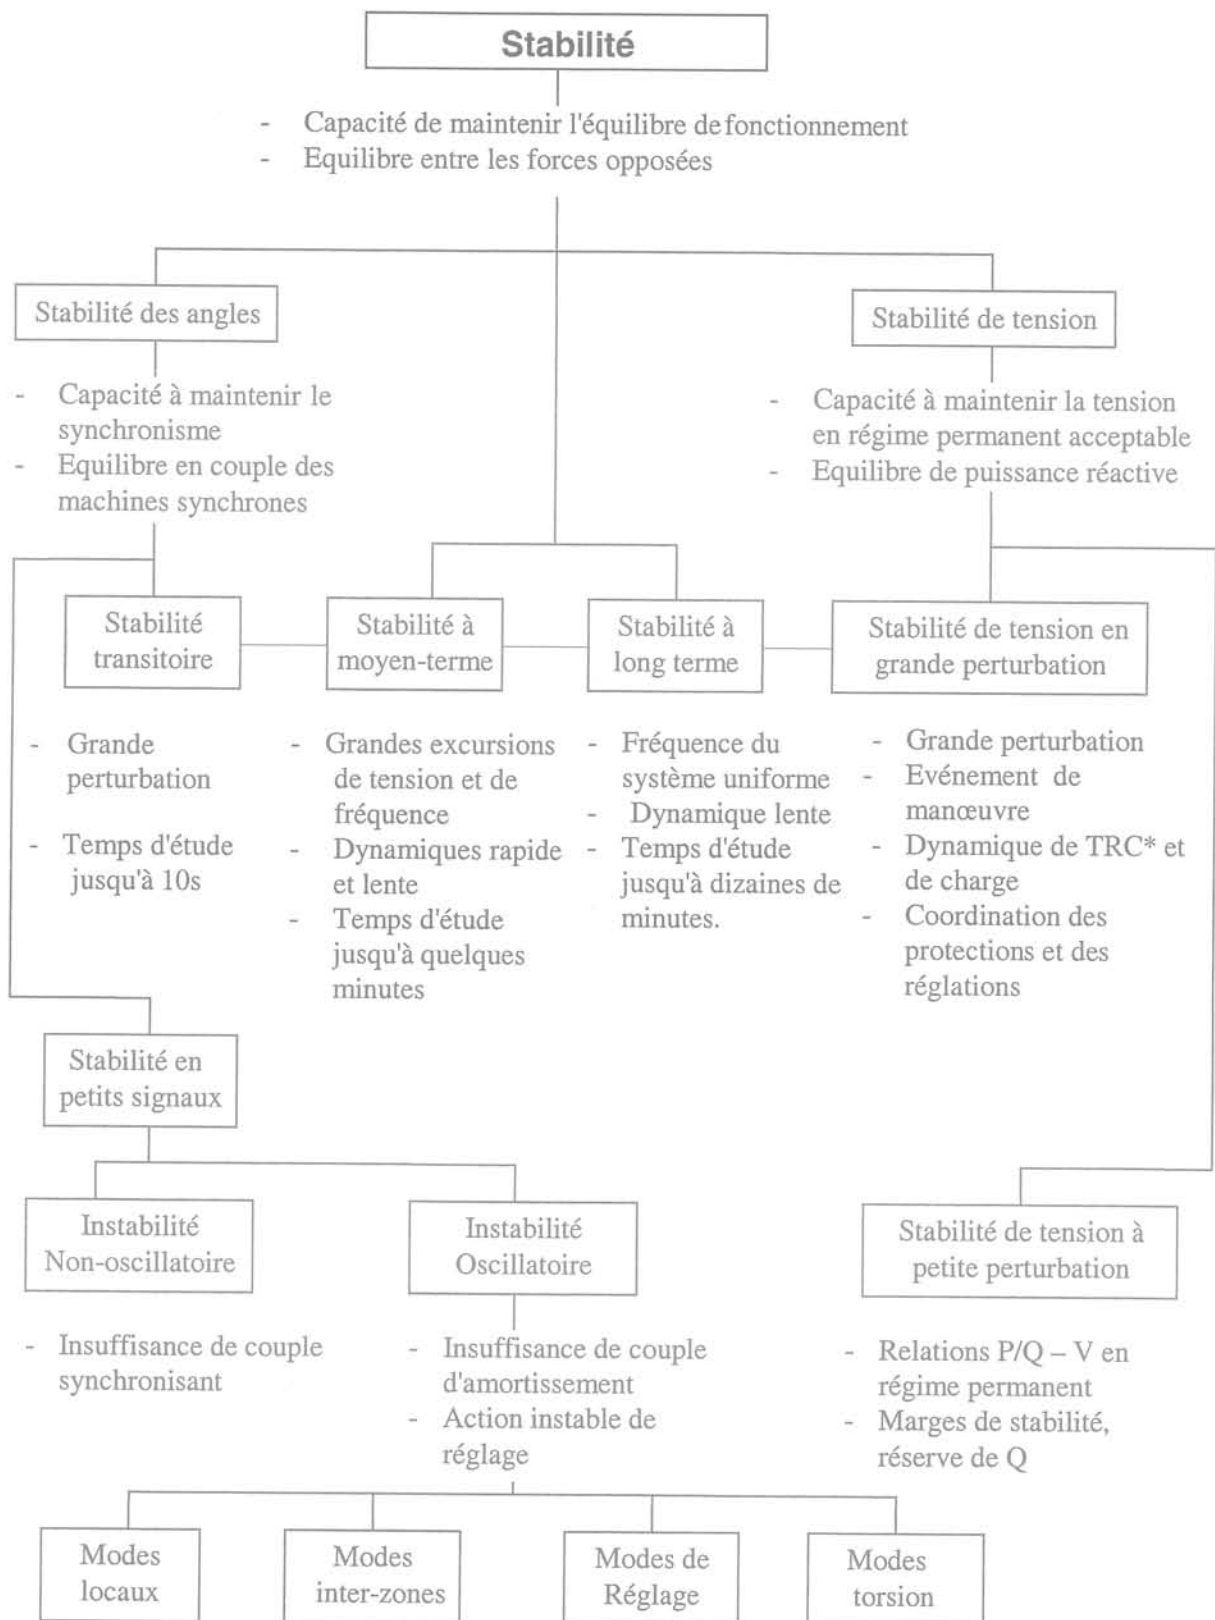 Stabilité
- Capacité de maintenir l'équilibre de fonctionnement
- Equilibre entre les forces opposées
Stabilité des angles
- Capacité à maintenir le
synchronisme
- Equilibre en couple des
machines synchrones
Stabilité de tension
- Capacité à maintenir la tension
en régime permanent acceptable
- Equilibre de puissance réactive
Stabilité
transitoire
- Grande
perturbation
- Temps d'étude
jusqu'à 10s
Stabilité à
moyen-terme
- Grandes excursions
de tension et de
fréquence
- Dynamiques rapide
et lente
- Temps d'étude
jusqu'à quelques
minutes
Stabilité à
long terme
- Fréquence du
système uniforme
- Dynamique lente
- Temps d'étude
jusqu'à dizaines de
minutes.
Stabilité de tension en
grande perturbation
- Grande perturbation
- Evénement de
manœuvre
- Dynamique de TRC* et
de charge
- Coordination des
protections et des
réglations
Stabilité en
petits signaux
Instabilité
Non-oscillatoire
- Insuffisance de couple
synchronisant
Instabilité
Oscillatoire
- Insuffisance de couple
d'amortissement
- Action instable de
réglage
Stabilité de tension à
petite perturbation
- Relations P/Q – V en
régime permanent
- Marges de stabilité,
réserve de Q
Modes
locaux
Modes
inter-zones
Modes de
Réglage
Modes
torsion